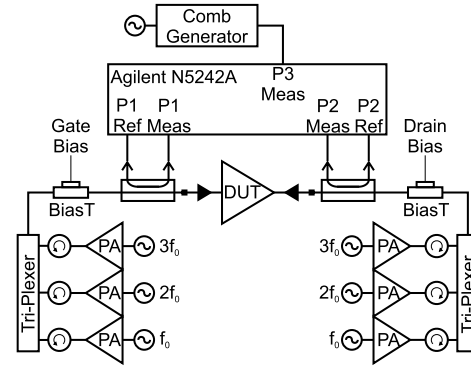 Comb
Generator
Agilent N5242A
P3
Meas
P1
Ref
P1
Meas
P2
Meas
P2
Ref
Gate
Bias
Drain
Bias
BiasT
DUT
BiasT
Tri-Plexer
PA
3f₀
PA
2f₀
PA
f₀
3f₀
PA
2f₀
PA
f₀
PA
Tri-Plexer